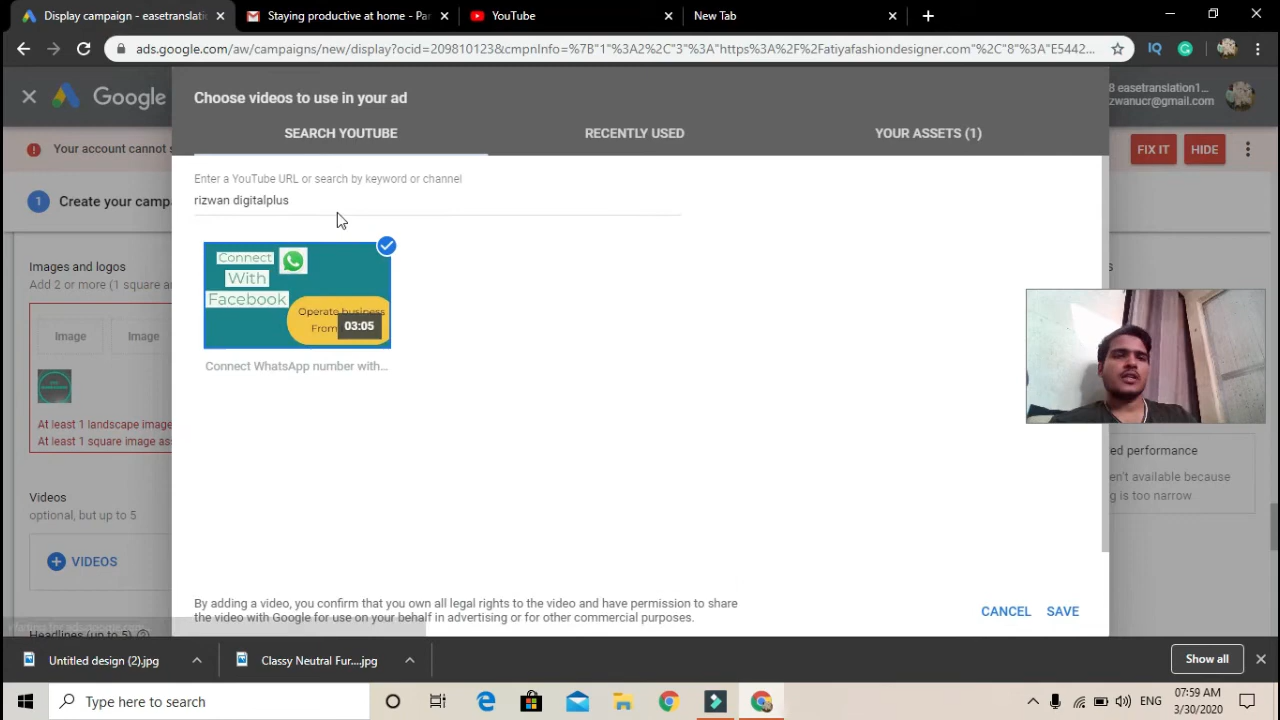 Display campaign - easetranslati
Staying productive at home - Par
YouTube
New Tab
ads.google.com/aw/campaigns/new/display?ocid=209810123&cmpnInfo=%7B"1"%3A2%2C"3"%3A"https%3A%2F%2Fatiyafashiondesigner.com"%2C"8"%3A"E5442...
Google
8 easetranslation1...
zwanucr@gmail.com
Choose videos to use in your ad
SEARCH YOUTUBE
RECENTLY USED
YOUR ASSETS (1)
Your account cannot s
FIX IT
HIDE
1 Create your camp
Enter a YouTube URL or search by keyword or channel
rizwan digitalplus
Connect
With
Facebook
Operate business
From
03:05
Connect WhatsApp number with...
Images and logos
Add 2 or more (1 square a
Image
Image
At least 1 landscape image
At least 1 square image ass
Videos
optional, but up to 5
VIDEOS
Headlines (up to 5)
s
ed performance
en't available because
g is too narrow
By adding a video, you confirm that you own all legal rights to the video and have permission to share
the video with Google for use on your behalf in advertising or for other commercial purposes.
CANCEL
SAVE
Untitled design (2).jpg
Classy Neutral Fur....jpg
Show all
Type here to search
ENG
07:59 AM
3/30/2020